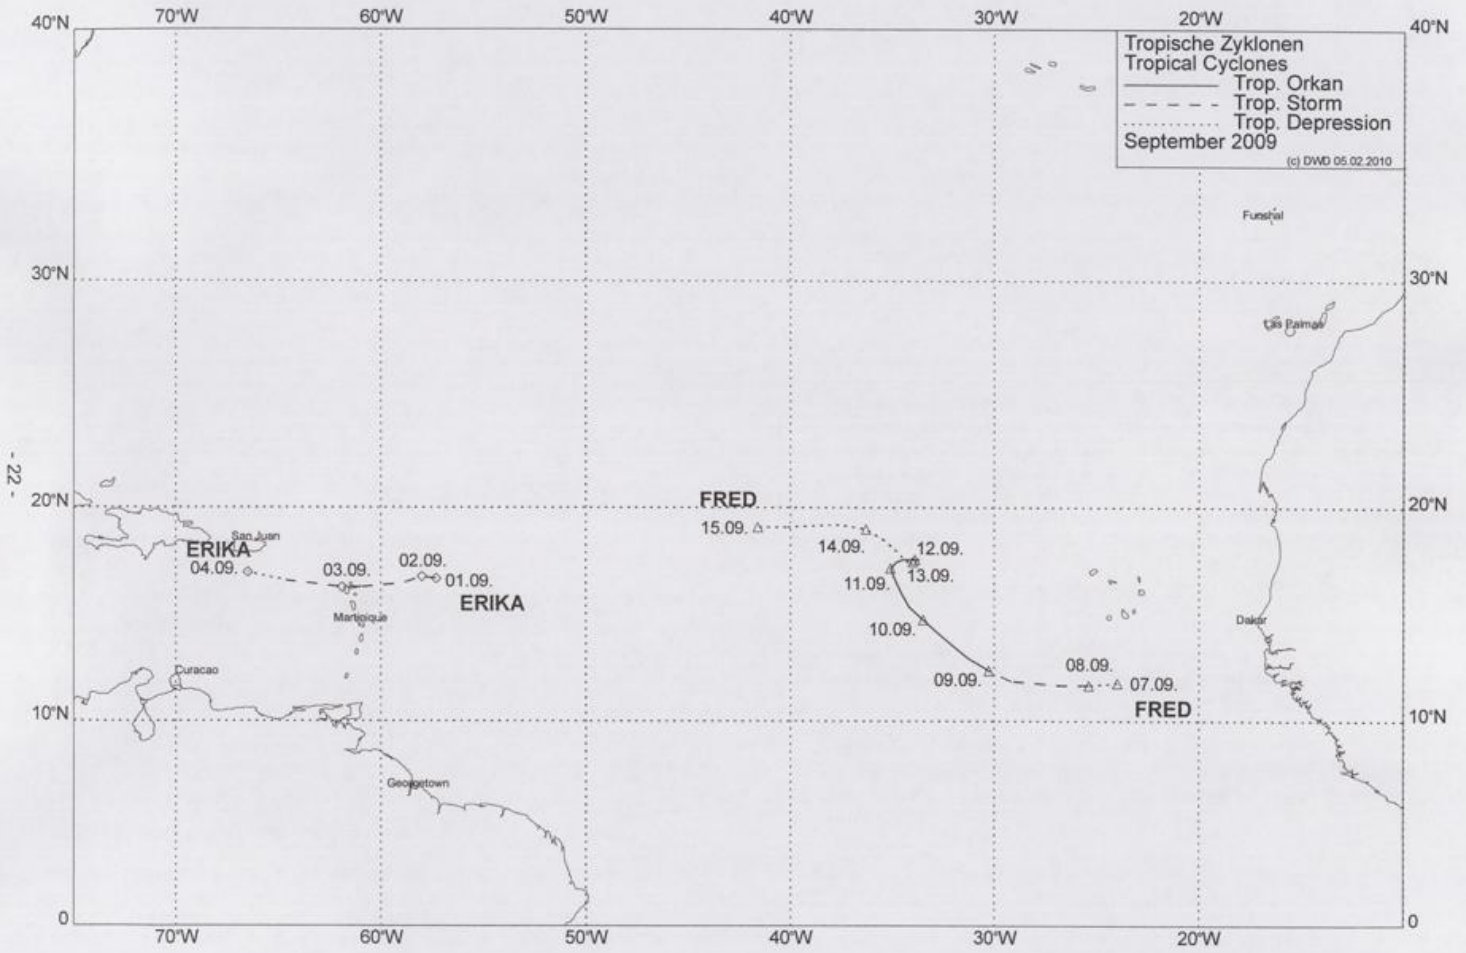 70°W 60°W 50°W 40°W 30°W 20°W
40°N 40°N
Tropische Zyklonen
Tropical Cyclones
Trop. Orkan
Trop. Storm
Trop. Depression
September 2009
(c) DWD 05.02.2010
Funshal
30°N 30°N
Las Palmas
- 22 -
20°N 20°N
FRED
15.09.
14.09.
12.09.
13.09.
11.09.
10.09.
09.09.
08.09.
07.09.
FRED
San Juan
ERIKA
04.09.
03.09.
02.09.
01.09.
ERIKA
Martinique
Dakar
Curacao
10°N 10°N
Georgetown
0 0
70°W 60°W 50°W 40°W 30°W 20°W